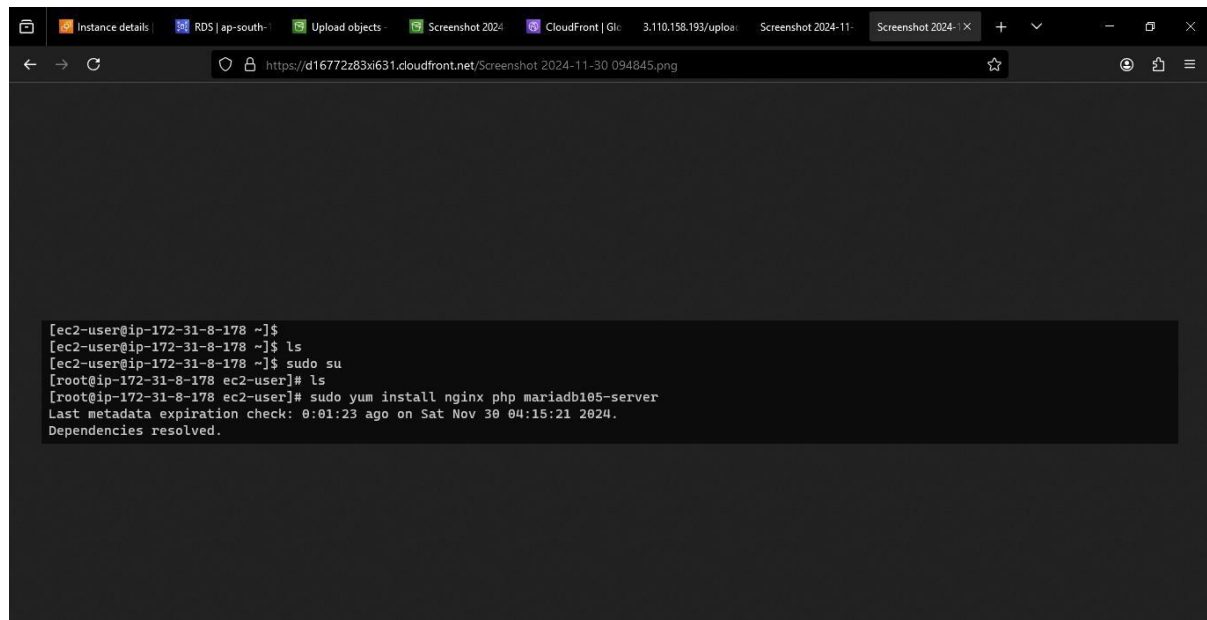 Instance details |
RDS | ap-south-1
Upload objects -
Screenshot 2024
CloudFront | Glo
3.110.158.193/uploa
Screenshot 2024-11-
Screenshot 2024-1
https://d16772z83xi631.cloudfront.net/Screenshot 2024-11-30 094845.png
[ec2-user@ip-172-31-8-178 ~]$
[ec2-user@ip-172-31-8-178 ~]$ ls
[ec2-user@ip-172-31-8-178 ~]$ sudo su
[root@ip-172-31-8-178 ec2-user]# ls
[root@ip-172-31-8-178 ec2-user]# sudo yum install nginx php mariadb105-server
Last metadata expiration check: 0:01:23 ago on Sat Nov 30 04:15:21 2024.
Dependencies resolved.